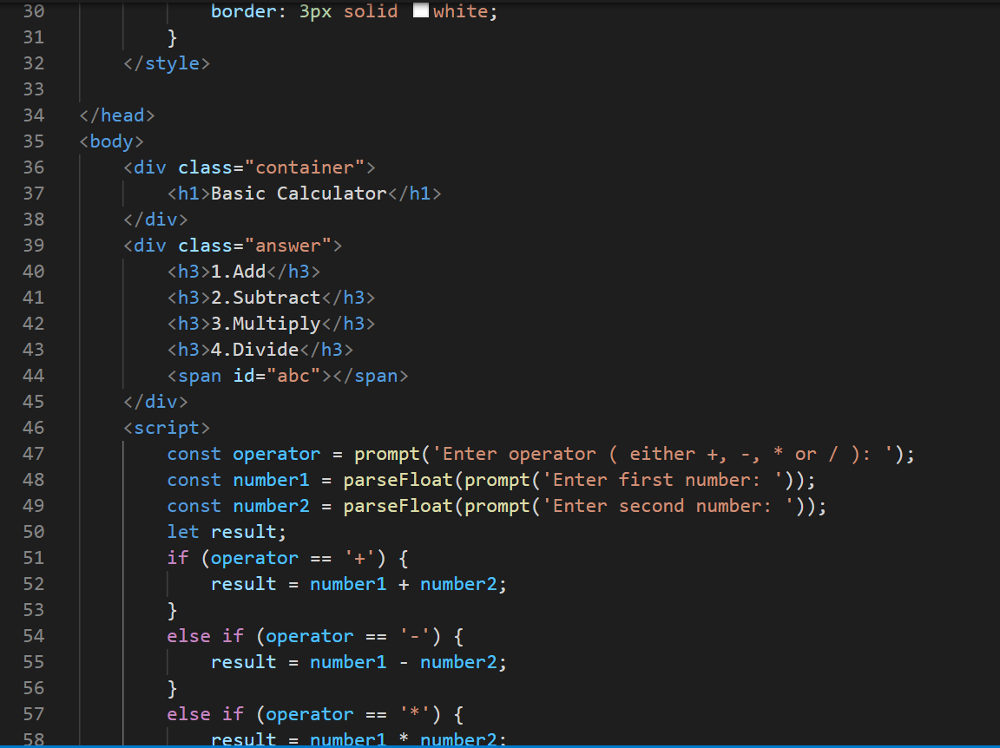 30 border: 3px solid white;
31 }
32 </style>
33
34 </head>
35 <body>
36 <div class="container">
37 <h1>Basic Calculator</h1>
38 </div>
39 <div class="answer">
40 <h3>1.Add</h3>
41 <h3>2.Subtract</h3>
42 <h3>3.Multiply</h3>
43 <h3>4.Divide</h3>
44 <span id="abc"></span>
45 </div>
46 <script>
47 const operator = prompt('Enter operator ( either +, -, * or / ): ');
48 const number1 = parseFloat(prompt('Enter first number: '));
49 const number2 = parseFloat(prompt('Enter second number: '));
50 let result;
51 if (operator == '+') {
52 result = number1 + number2;
53 }
54 else if (operator == '-') {
55 result = number1 - number2;
56 }
57 else if (operator == '*') {
58 result = number1 * number2;